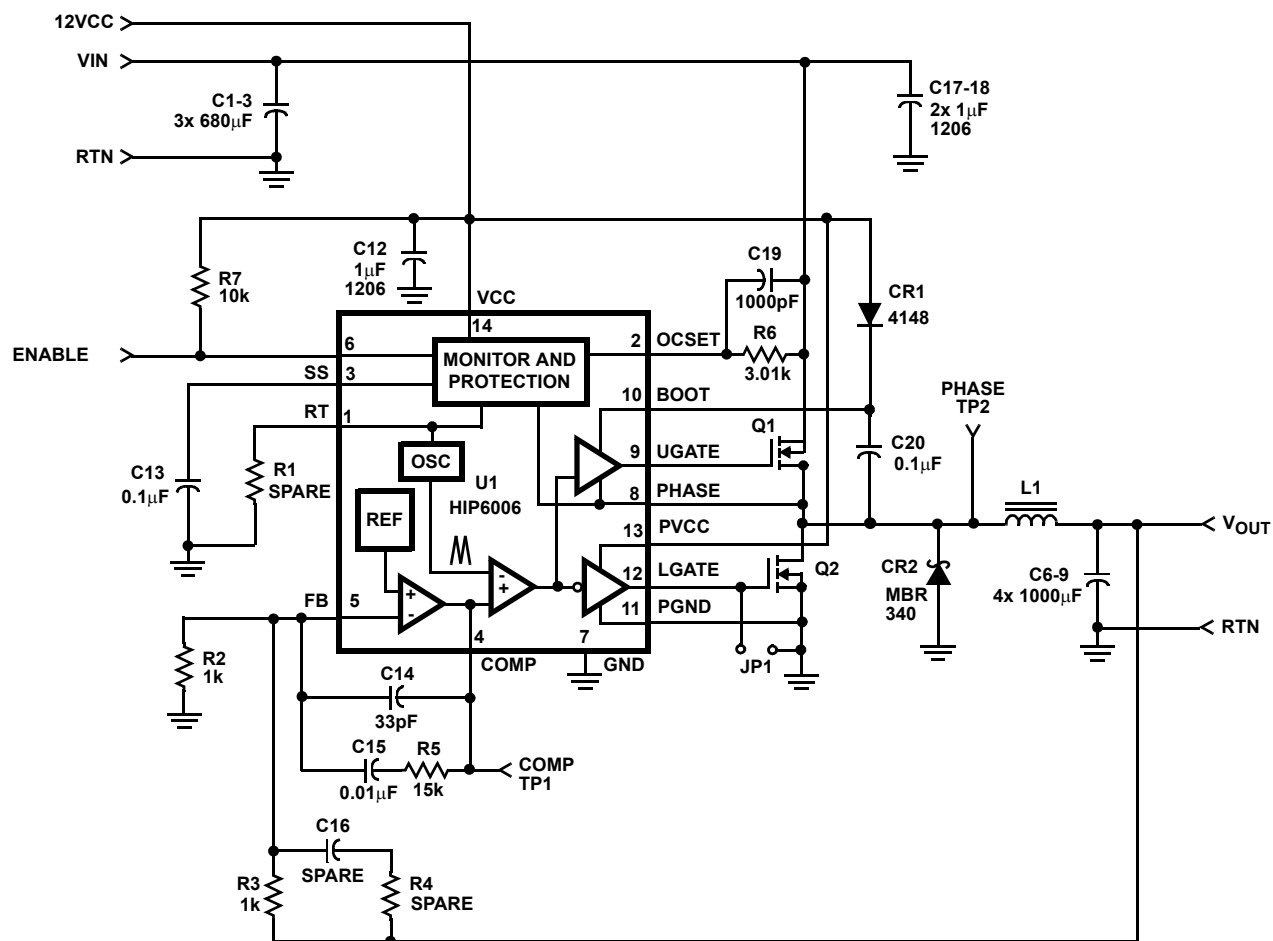 12VCC
VIN
C1-3
3x 680µF
RTN
C17-18
2x 1µF
1206
R7
10k
C12
1µF
1206
VCC
14
C19
1000pF
CR1
4148
ENABLE
6
MONITOR AND
PROTECTION
2
OCSET
R6
3.01k
SS
3
10
BOOT
PHASE
TP2
RT
1
Q1
OSC
9
UGATE
C20
0.1µF
C13
0.1µF
R1
SPARE
U1
HIP6006
8
PHASE
REF
13
PVCC
L1
VOUT
12
LGATE
Q2
CR2
MBR
340
C6-9
4x 1000µF
+
-
-
+
FB
5
11
PGND
RTN
4
COMP
7
GND
JP1
R2
1k
C14
33pF
C15
0.01µF
R5
15k
COMP
TP1
C16
SPARE
R3
1k
R4
SPARE